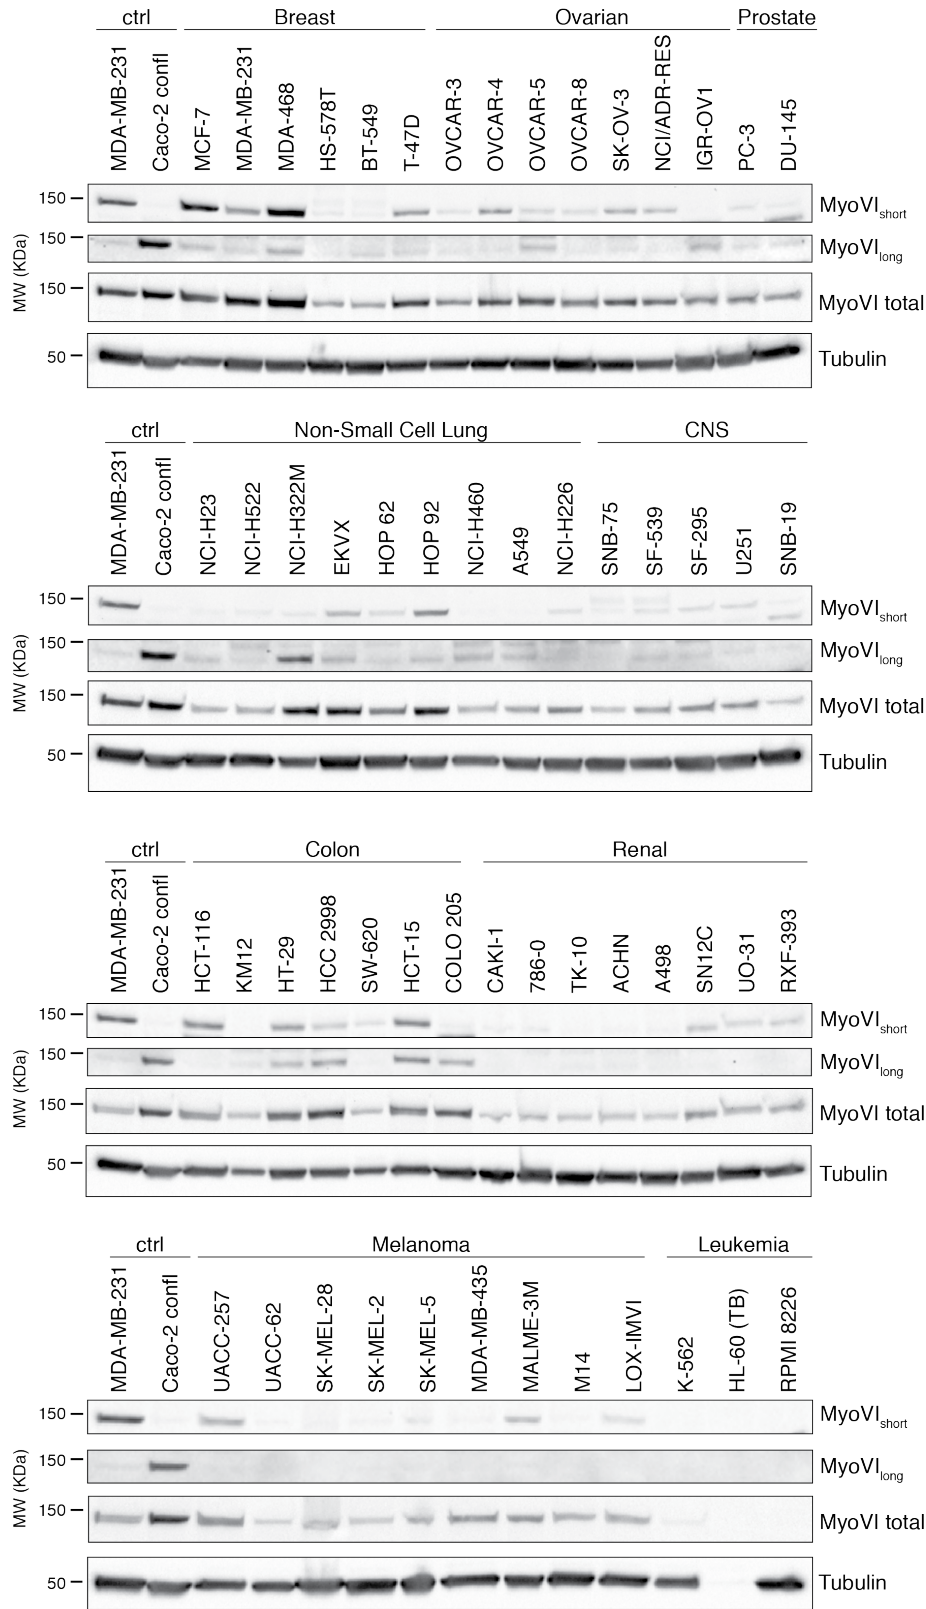 ctrl Breast Ovarian Prostate
MDA-MB-231 Caco-2 confl MCF-7 MDA-MB-231 MDA-468 HS-578T BT-549 T-47D OVCAR-3 OVCAR-4 OVCAR-5 OVCAR-8 SK-OV-3 NCI/ADR-RES IGR-OV1 PC-3 DU-145
150 MyoVIshort
150 MyoVIlong
150 MyoVI total
50 Tubulin
MW (KDa)
ctrl Non-Small Cell Lung CNS
MDA-MB-231 Caco-2 confl NCI-H23 NCI-H522 NCI-H322M EKVX HOP 62 HOP 92 NCI-H460 A549 NCI-H226 SNB-75 SF-539 SF-295 U251 SNB-19
150 MyoVIshort
150 MyoVIlong
150 MyoVI total
50 Tubulin
MW (KDa)
ctrl Colon Renal
MDA-MB-231 Caco-2 confl HCT-116 KM12 HT-29 HCC 2998 SW-620 HCT-15 COLO 205 CAKI-1 786-0 TK-10 ACHN A498 SN12C UO-31 RXF-393
150 MyoVIshort
150 MyoVIlong
150 MyoVI total
50 Tubulin
MW (KDa)
ctrl Melanoma Leukemia
MDA-MB-231 Caco-2 confl UACC-257 UACC-62 SK-MEL-28 SK-MEL-2 SK-MEL-5 MDA-MB-435 MALME-3M M14 LOX-IMVI K-562 HL-60 (TB) RPMI 8226
150 MyoVIshort
150 MyoVIlong
150 MyoVI total
50 Tubulin
MW (KDa)